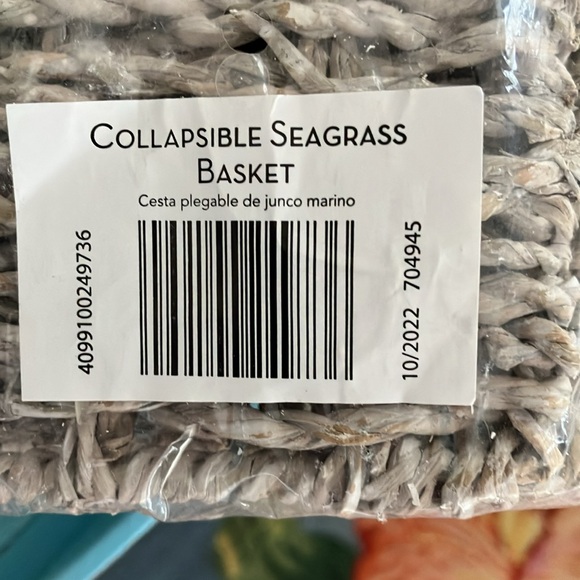 COLLAPSIBLE SEAGRASS
BASKET
Cesta plegable de junco marino
4099100249736
10/2022 704945